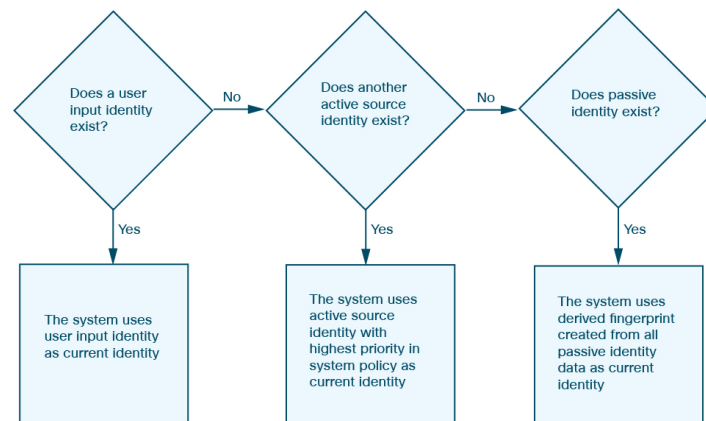 Does a user
input identity
exist?
No
Does another
active source
identity exist?
No
Does passive
identity exist?
Yes
Yes
Yes
The system uses
user input identity
as current identity
The system uses
active source
identity with
highest priority in
system policy as
current identity
The system uses
derived fingerprint
created from all
passive identity
data as current
identity